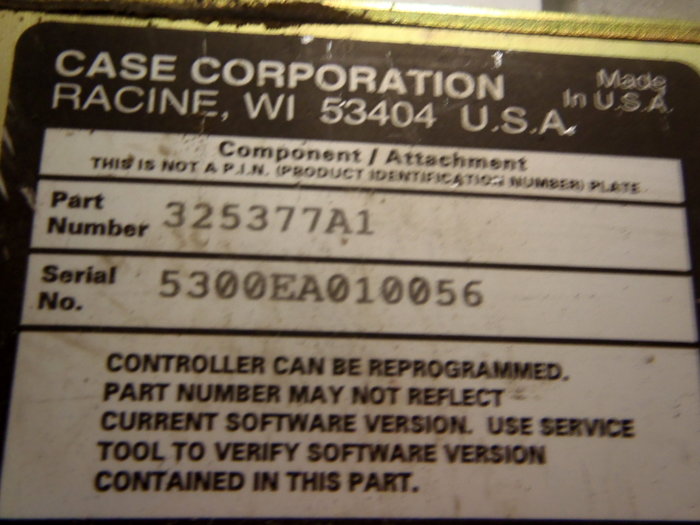 CASE CORPORATION
RACINE, WI 53404 U.S.A.
Made
In U.S.A.
Component / Attachment
THIS IS NOT A P.I.N. (PRODUCT IDENTIFICATION NUMBER) PLATE
Part
Number 325377A1
Serial
No. 5300EA010056
CONTROLLER CAN BE REPROGRAMMED.
PART NUMBER MAY NOT REFLECT
CURRENT SOFTWARE VERSION. USE SERVICE
TOOL TO VERIFY SOFTWARE VERSION
CONTAINED IN THIS PART.